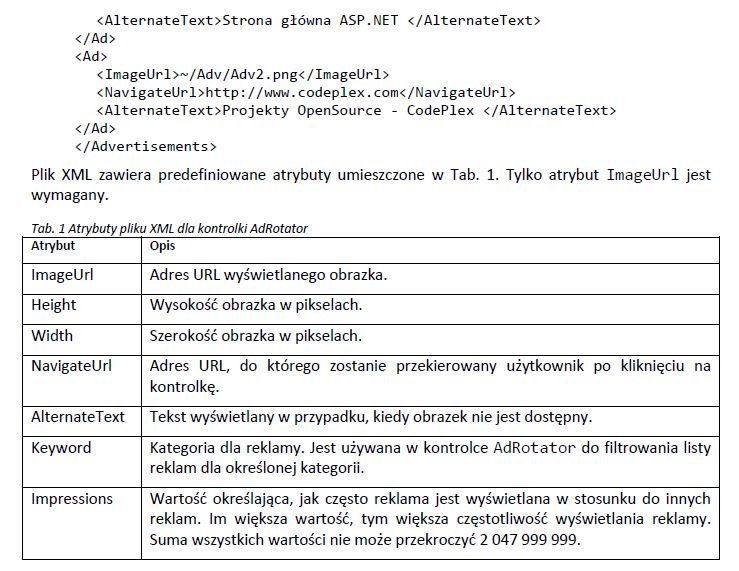 <AlternateText>Strona główna ASP.NET </AlternateText>
</Ad>
<Ad>
<ImageUrl>~/Adv/Adv2.png</ImageUrl>
<NavigateUrl>http://www.codeplex.com</NavigateUrl>
<AlternateText>Projekty OpenSource - CodePlex </AlternateText>
</Ad>
</Advertisements>
Plik XML zawiera predefiniowane atrybuty umieszczone w Tab. 1. Tylko atrybut ImageUrl jest
wymagany.
Tab. 1 Atrybuty pliku XML dla kontrolki AdRotator
Atrybut Opis
ImageUrl Adres URL wyświetlanego obrazka.
Height Wysokość obrazka w pikselach.
Width Szerokość obrazka w pikselach.
NavigateUrl Adres URL, do którego zostanie przekierowany użytkownik po kliknięciu na
kontrolkę.
AlternateText Tekst wyświetlany w przypadku, kiedy obrazek nie jest dostępny.
Keyword Kategoria dla reklamy. Jest używana w kontrolce AdRotator do filtrowania listy
reklam dla określonej kategorii.
Impressions Wartość określająca, jak często reklama jest wyświetlana w stosunku do innych
reklam. Im większa wartość, tym większa częstotliwość wyświetlania reklamy.
Suma wszystkich wartości nie może przekroczyć 2 047 999 999.